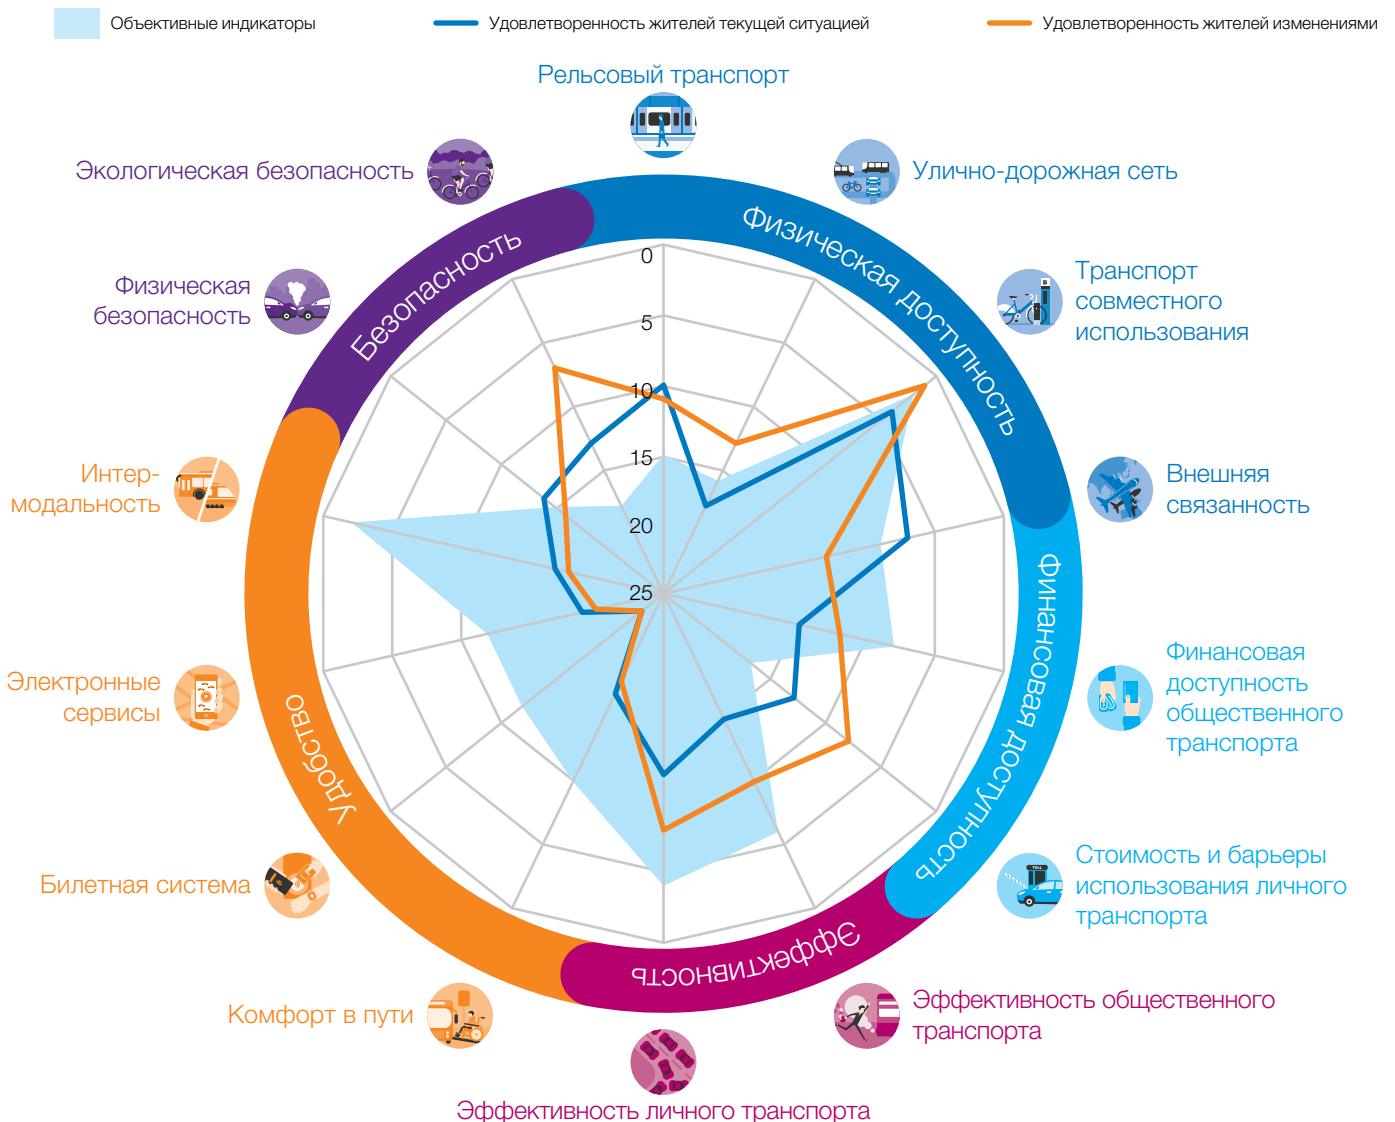 Объективные индикаторы
Удовлетворенность жителей текущей ситуацией
Удовлетворенность жителей изменениями
Рельсовый транспорт
Экологическая безопасность
Улично-дорожная сеть
Физическая
безопасность
Транспорт
совместного
использования
Безопасность
Физическая доступность
0
5
10
15
20
25
Интер-
модальность
Внешняя
связанность
Электронные
сервисы
Финансовая
доступность
общественного
транспорта
Удобство
Финансовая доступность
Билетная система
Стоимость и барьеры
использования личного
транспорта
TOLL
Эффективность
Комфорт в пути
Эффективность общественного
транспорта
Эффективность личного транспорта